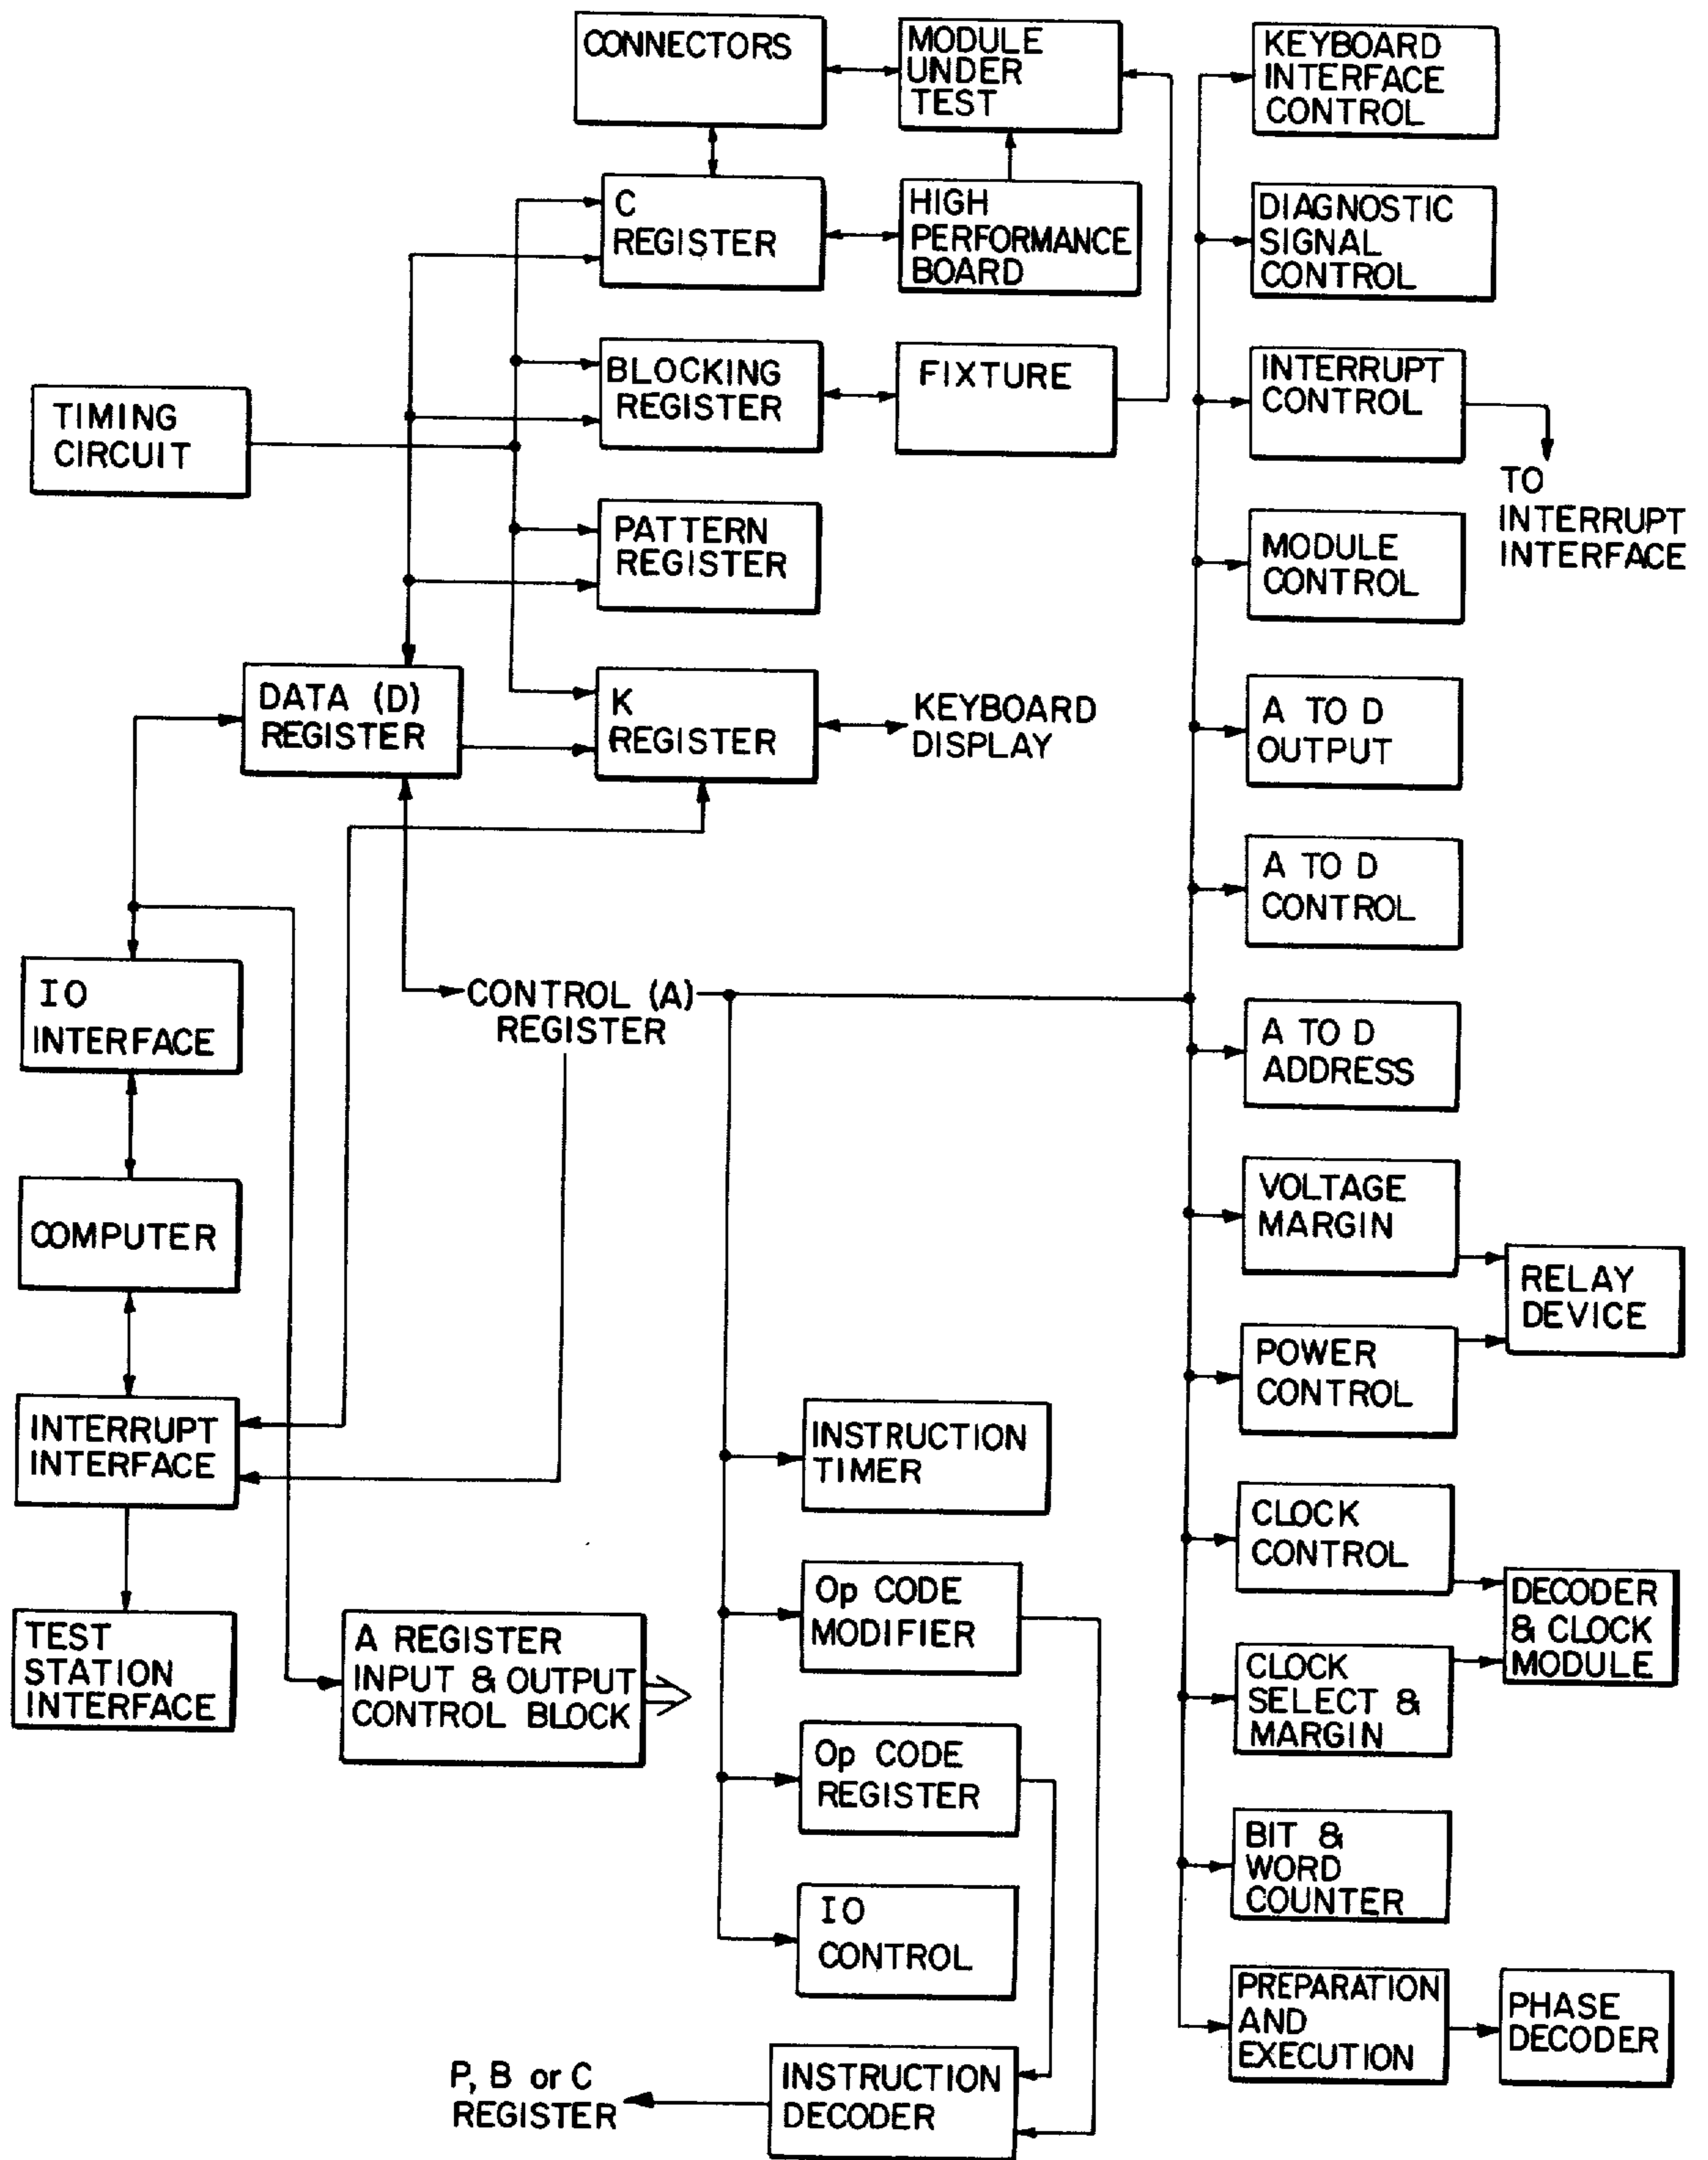 CONNECTORS
MODULE
UNDER
TEST
KEYBOARD
INTERFACE
CONTROL
C
REGISTER
HIGH
PERFORMANCE
BOARD
DIAGNOSTIC
SIGNAL
CONTROL
TIMING
CIRCUIT
BLOCKING
REGISTER
FIXTURE
INTERRUPT
CONTROL
TO
INTERRUPT
INTERFACE
PATTERN
REGISTER
MODULE
CONTROL
DATA (D)
REGISTER
K
REGISTER
KEYBOARD
DISPLAY
A TO D
OUTPUT
A TO D
CONTROL
IO
INTERFACE
CONTROL (A)
REGISTER
A TO D
ADDRESS
COMPUTER
VOLTAGE
MARGIN
RELAY
DEVICE
POWER
CONTROL
INTERRUPT
INTERFACE
INSTRUCTION
TIMER
CLOCK
CONTROL
DECODER
& CLOCK
MODULE
TEST
STATION
INTERFACE
A REGISTER
INPUT & OUTPUT
CONTROL BLOCK
Op CODE
MODIFIER
CLOCK
SELECT &
MARGIN
Op CODE
REGISTER
BIT &
WORD
COUNTER
IO
CONTROL
PREPARATION
AND
EXECUTION
PHASE
DECODER
P, B or C
REGISTER
INSTRUCTION
DECODER